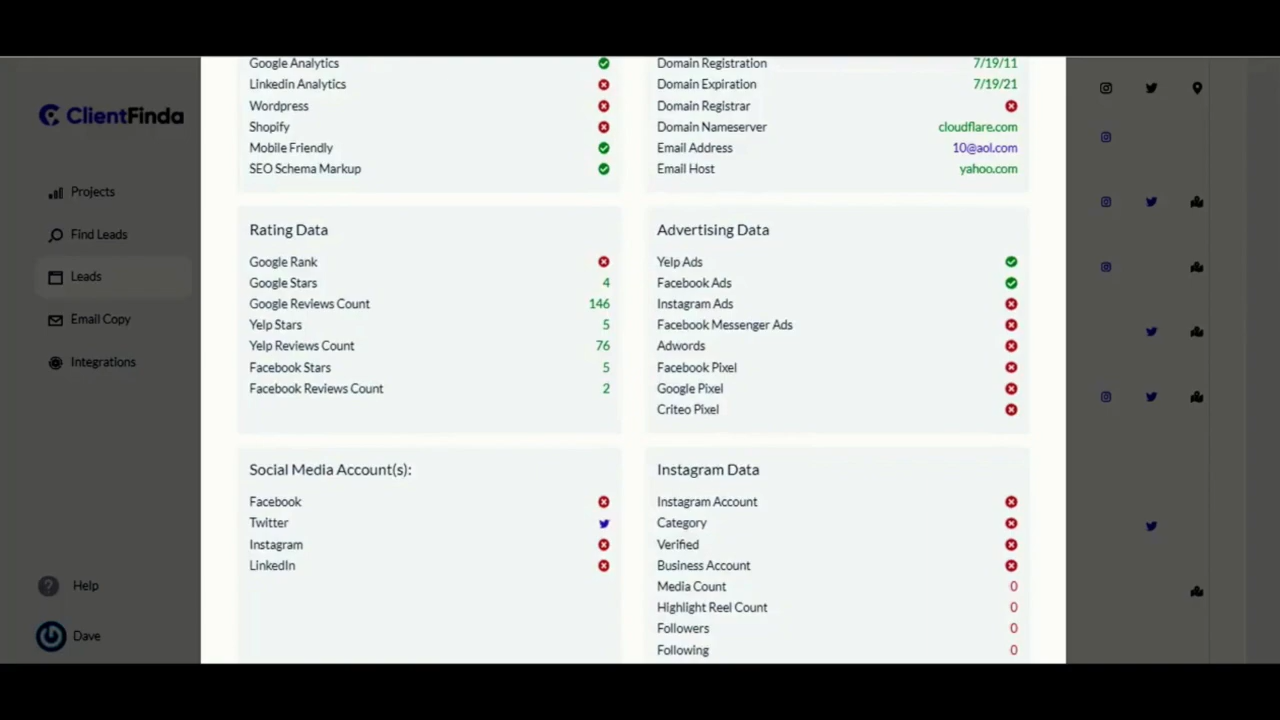 ClientFinda
Projects
Find Leads
Leads
Email Copy
Integrations
Help
Dave
Google Analytics
Linkedin Analytics
Wordpress
Shopify
Mobile Friendly
SEO Schema Markup
Domain Registration 7/19/11
Domain Expiration 7/19/21
Domain Registrar
Domain Nameserver cloudflare.com
Email Address 10@aol.com
Email Host yahoo.com
Rating Data
Google Rank
Google Stars 4
Google Reviews Count 146
Yelp Stars 5
Yelp Reviews Count 76
Facebook Stars 5
Facebook Reviews Count 2
Advertising Data
Yelp Ads
Facebook Ads
Instagram Ads
Facebook Messenger Ads
Adwords
Facebook Pixel
Google Pixel
Criteo Pixel
Social Media Account(s):
Facebook
Twitter
Instagram
LinkedIn
Instagram Data
Instagram Account
Category
Verified
Business Account
Media Count 0
Highlight Reel Count 0
Followers 0
Following 0